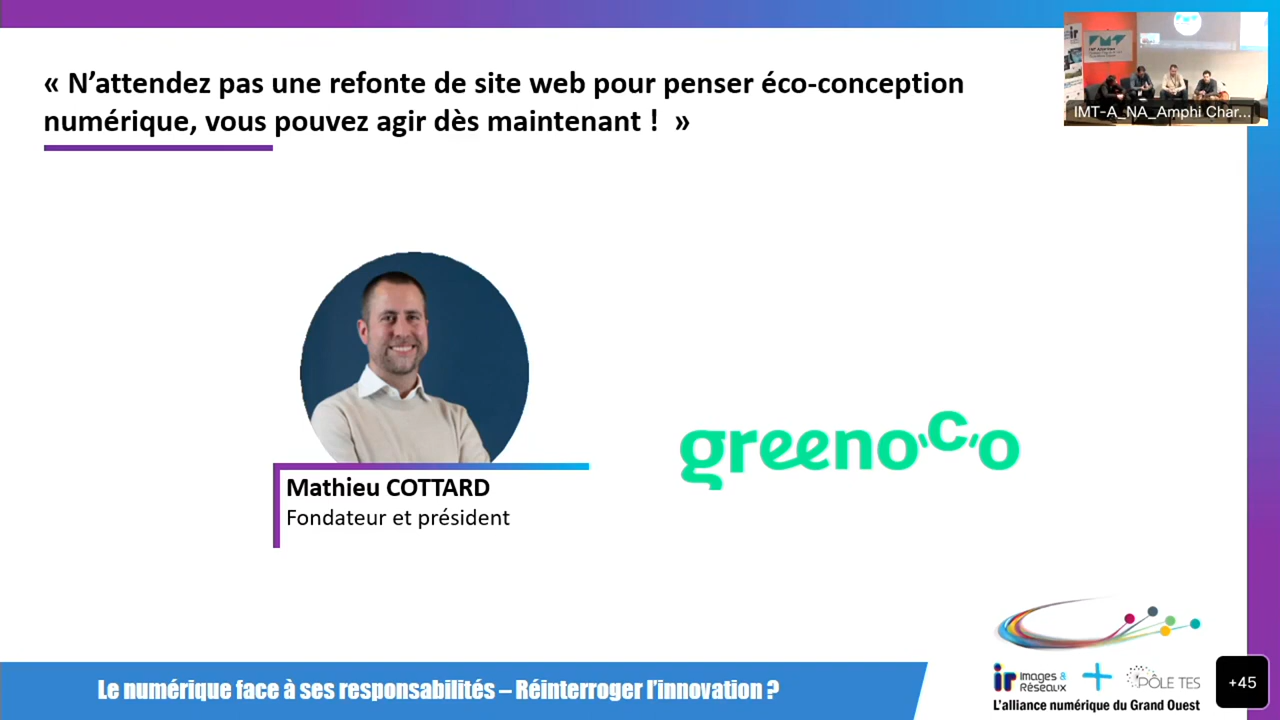 « N’attendez pas une refonte de site web pour penser éco-conception
numérique, vous pouvez agir dès maintenant !  »
IMT-A_NA_Amphi Char...
greenoco
Mathieu COTTARD
Fondateur et président
Le numérique face à ses responsabilités – Réinterroger l’innovation ?
ir Images &
Réseaux
+
PÔLE TES
L’alliance numérique du Grand Ouest
+45